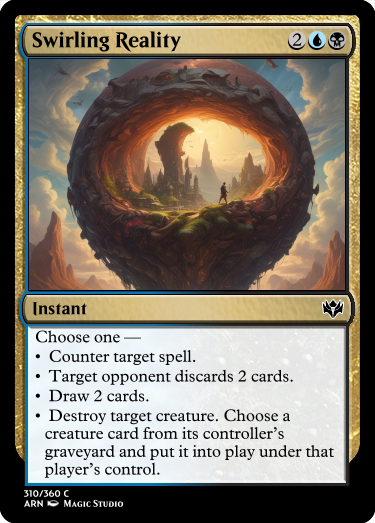 Swirling Reality 2
Instant
Choose one —
• Counter target spell.
• Target opponent discards 2 cards.
• Draw 2 cards.
• Destroy target creature. Choose a
creature card from its controller's
graveyard and put it into play under that
player's control.
310/360 C
ARN Magic Studio